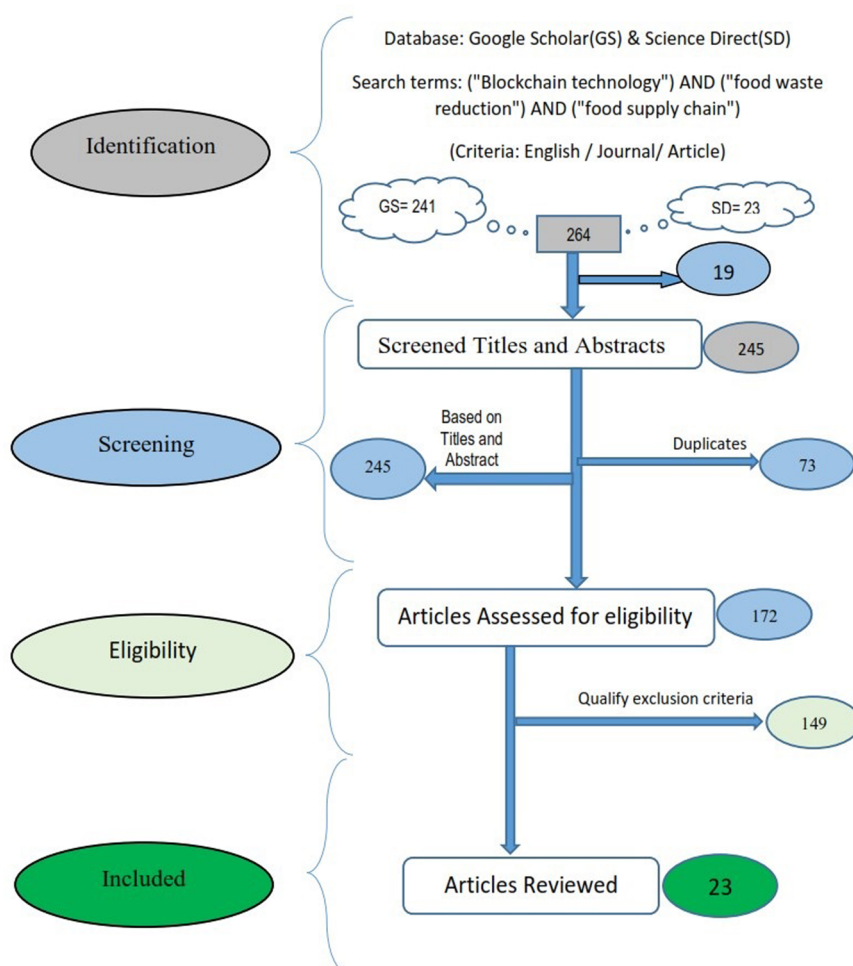 Database: Google Scholar(GS) & Science Direct(SD)
Search terms: ("Blockchain technology") AND ("food waste
reduction") AND ("food supply chain")
Identification
(Criteria: English / Journal/ Article)
GS= 241
SD= 23
264
19
Screened Titles and Abstracts
245
Screening
Based on
Titles and
Abstract
245
Duplicates
73
Articles Assessed for eligibility
172
Eligibility
Qualify exclusion criteria
149
Included
Articles Reviewed
23